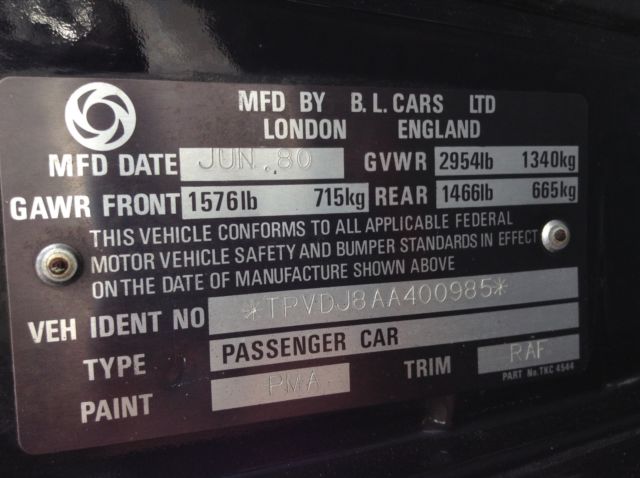 MFD BY B.L.CARS LTD
LONDON ENGLAND
MFD DATE JUN.80 GVWR 2954lb 1340kg
GAWR FRONT 1576lb 715kg REAR 1466lb 665kg
THIS VEHICLE CONFORMS TO ALL APPLICABLE FEDERAL
MOTOR VEHICLE SAFETY AND BUMPER STANDARDS IN EFFECT
ON THE DATE OF MANUFACTURE SHOWN ABOVE
VEH IDENT NO *TPVDJ8AA400985*
TYPE PASSENGER CAR
PAINT PMA TRIM RAF
PART No.TKC 4544